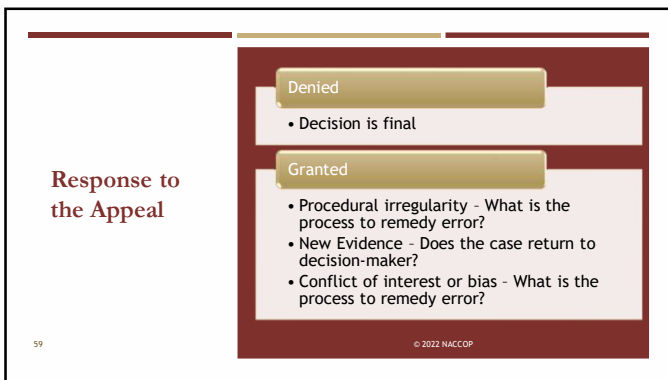 Response to
the Appeal
Denied
• Decision is final
Granted
• Procedural irregularity – What is the
process to remedy error?
• New Evidence – Does the case return to
decision-maker?
• Conflict of interest or bias – What is the
process to remedy error?
59
© 2022 NACCOP